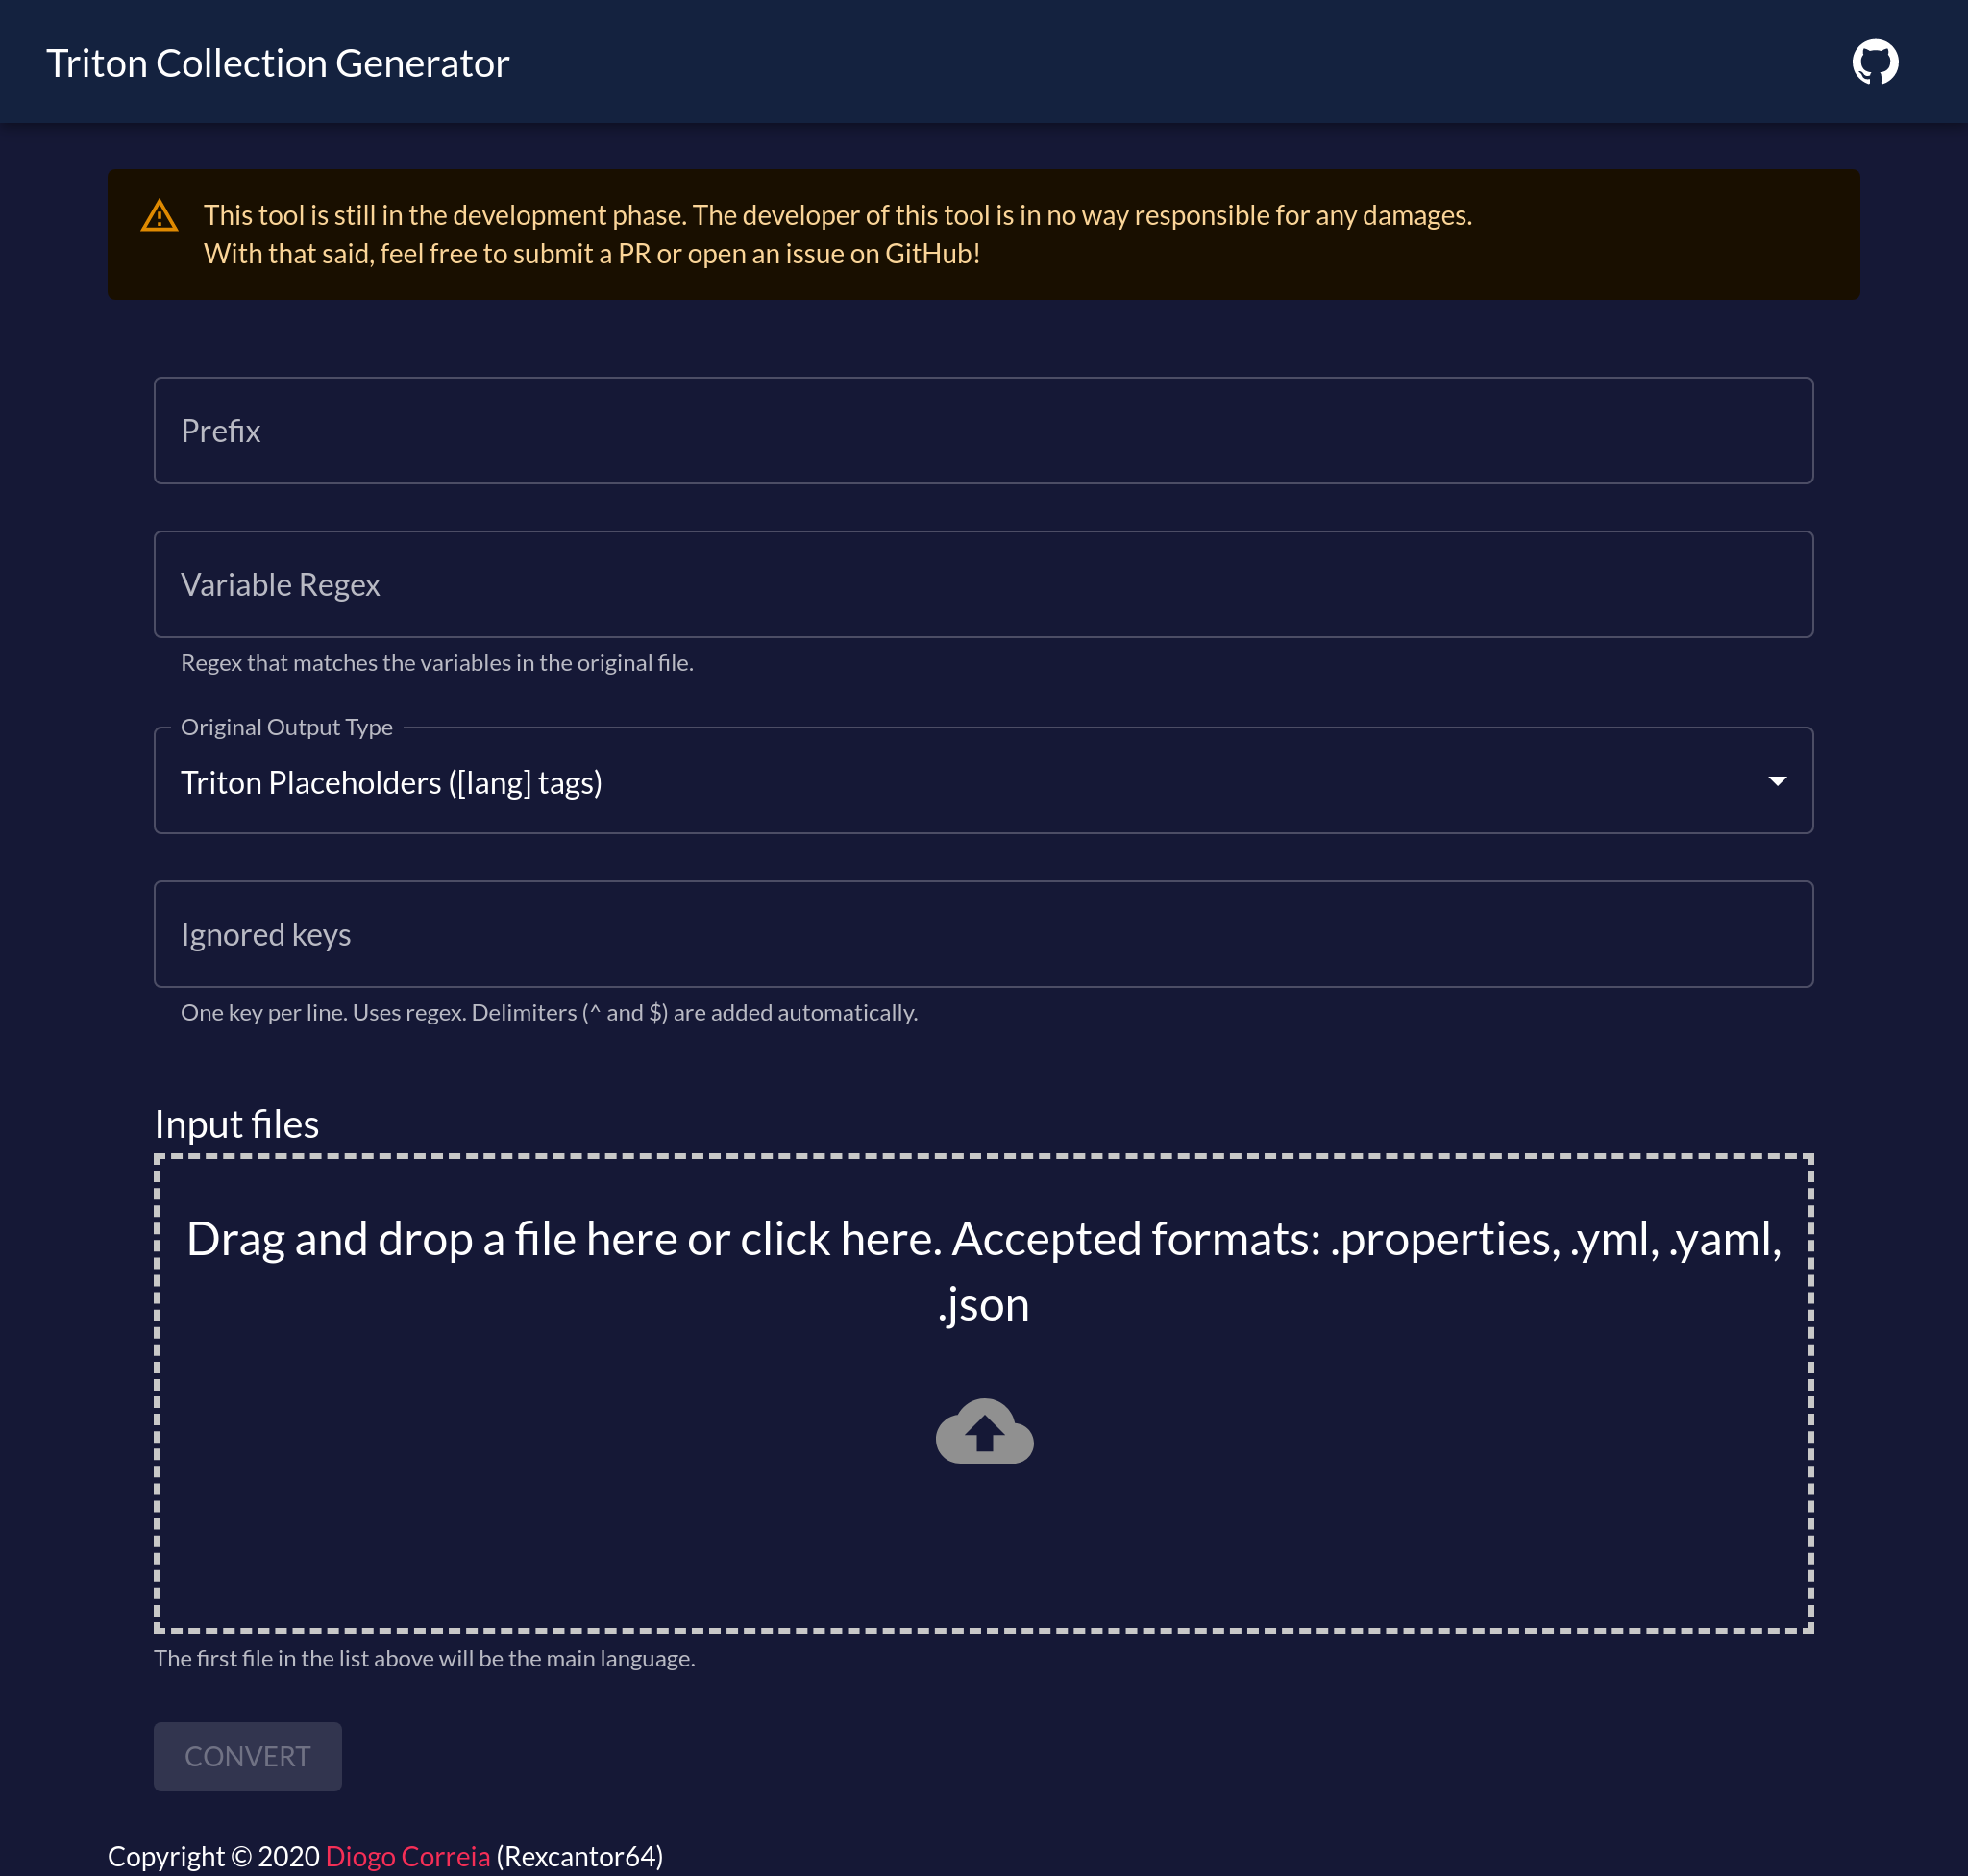 Triton Collection Generator
This tool is still in the development phase. The developer of this tool is in no way responsible for any damages.
With that said, feel free to submit a PR or open an issue on GitHub!
Prefix
Variable Regex
Regex that matches the variables in the original file.
Original Output Type
Triton Placeholders ([lang] tags)
Ignored keys
One key per line. Uses regex. Delimiters (^ and $) are added automatically.
Input files
Drag and drop a file here or click here. Accepted formats: .properties, .yml, .yaml,
.json
The first file in the list above will be the main language.
CONVERT
Copyright © 2020 Diogo Correia (Rexcantor64)